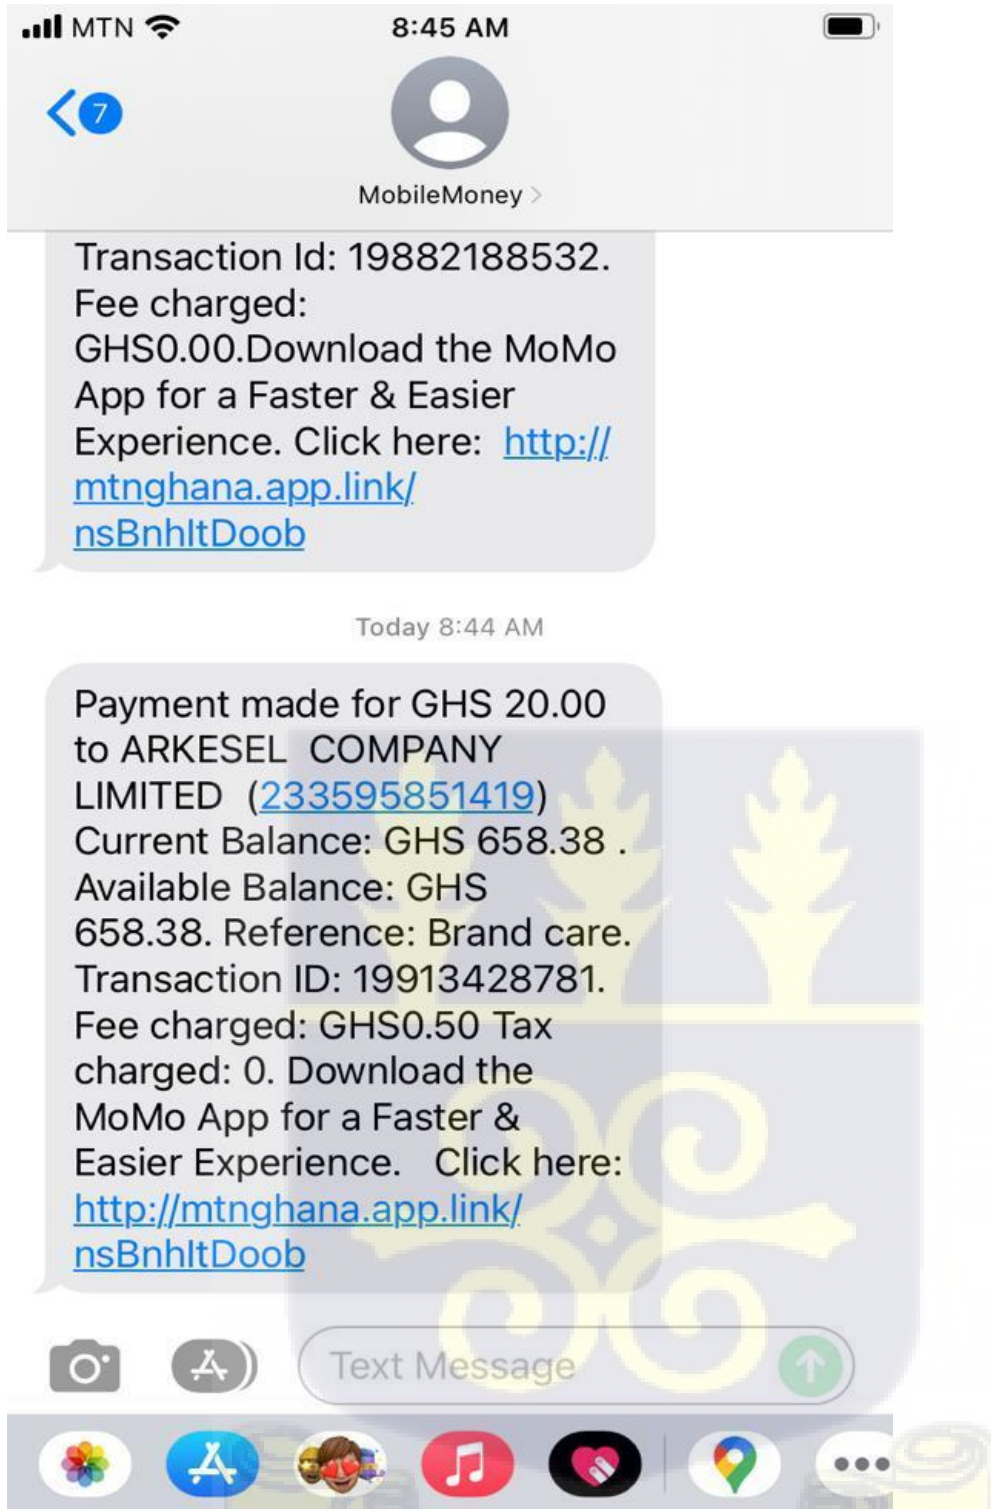 MTN
8:45 AM
7
MobileMoney
Transaction Id: 19882188532.
Fee charged:
GHS0.00.Download the MoMo
App for a Faster & Easier
Experience. Click here: http://
mtnghana.app.link/
nsBnhItDoob
Today 8:44 AM
Payment made for GHS 20.00
to ARKESEL COMPANY
LIMITED (233595851419)
Current Balance: GHS 658.38 .
Available Balance: GHS
658.38. Reference: Brand care.
Transaction ID: 19913428781.
Fee charged: GHS0.50 Tax
charged: 0. Download the
MoMo App for a Faster &
Easier Experience. Click here:
http://mtnghana.app.link/
nsBnhItDoob
Text Message